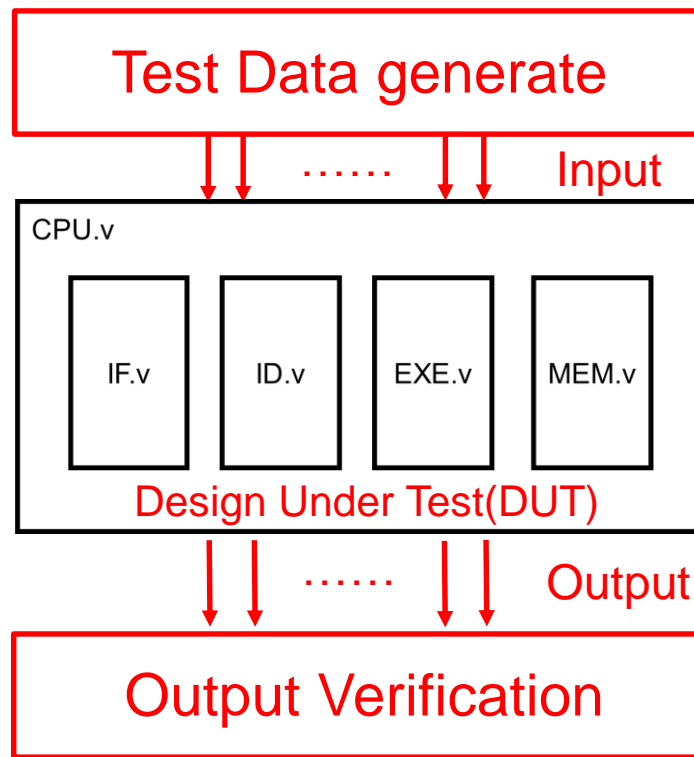 Test Data generate
...... Input
CPU.v
IF.v ID.v EXE.v MEM.v
Design Under Test(DUT)
...... Output
Output Verification